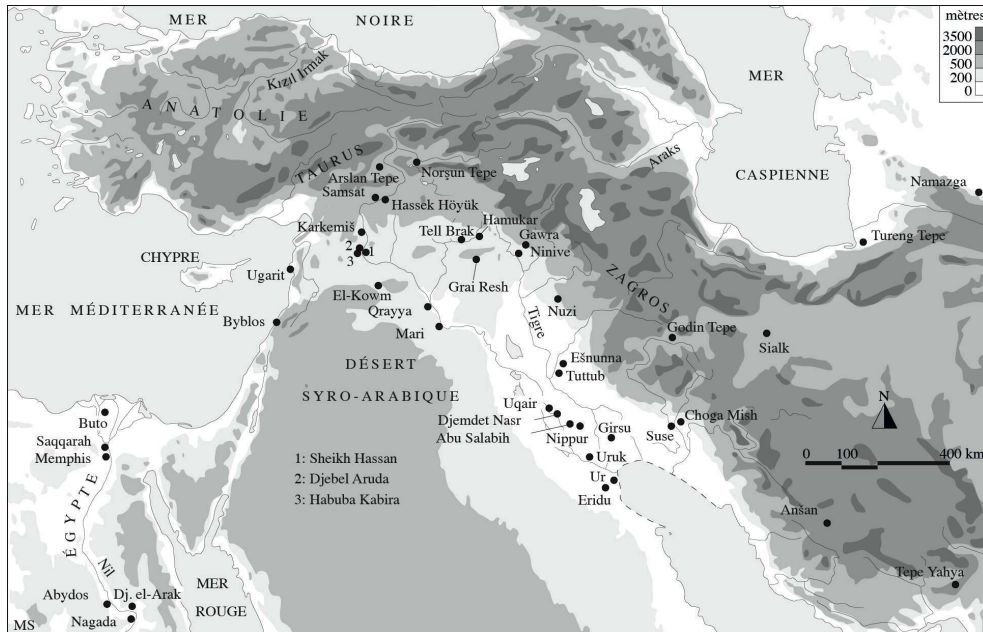 MER
NOIRE
mètres
3500
2000
500
200
0
Kızıl Irmak
MER
CASPIENNE
ANATOLIE
TAURUS
Araks
Arslan Tepe
Norşun Tepe
Samsat
Hassek Höyük
Namazga
Karkemiš
Tell Brak
Hamukar
Gawra
Ninive
Tureng Tepe
2
1
3
CHYPRE
Ugarit
Grai Resh
ZAGROS
El-Kowm
Qrayya
Nuzi
MER MÉDITERRANÉE
Byblos
Mari
Tigre
Godin Tepe
Sialk
DÉSERT
SYRO-ARABIQUE
Ešnunna
Tuttub
N
Buto
Uqair
Djemdet Nasr
Abu Salabih
Nippur
Girsu
Choga Mish
Suse
Saqqarah
Memphis
Uruk
1: Sheikh Hassan
2: Djebel Aruda
3: Habuba Kabira
0 100 400 km
Ur
Eridu
ÉGYPTE
Anšan
Nil
MER
ROUGE
Tepe Yahya
Abydos
Dj. el-Arak
Nagada
MS